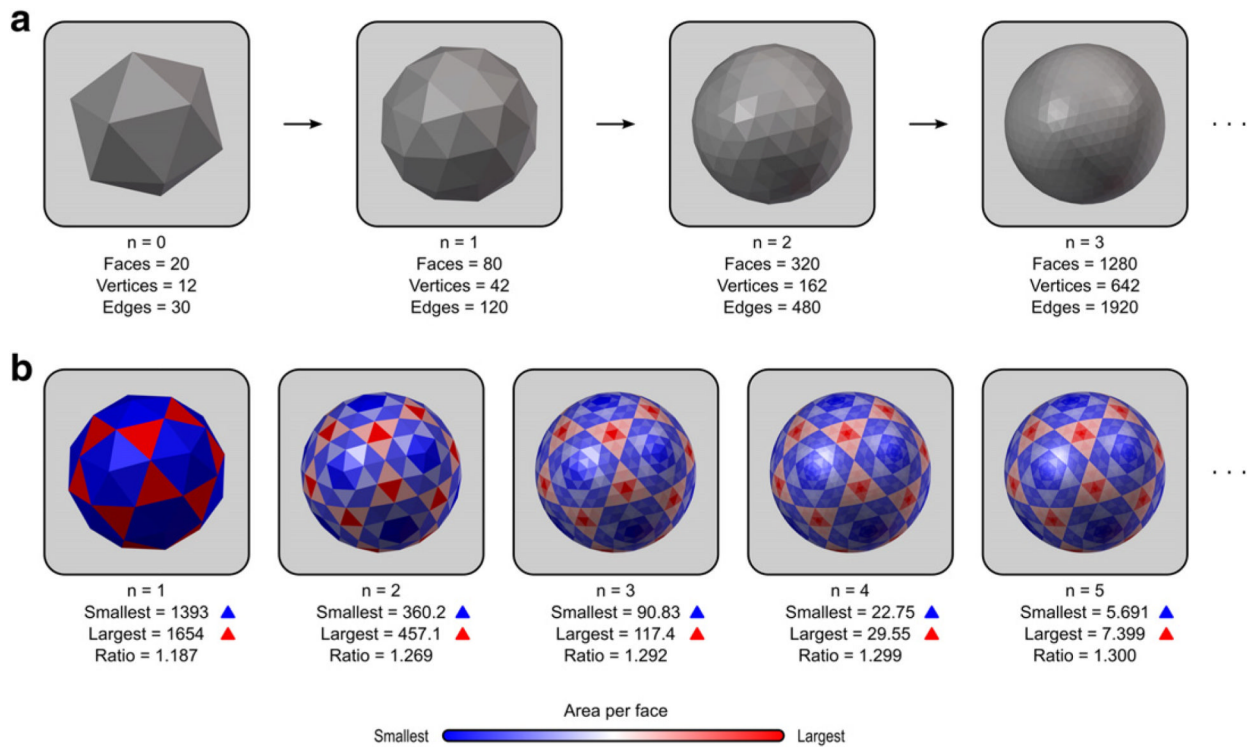 a
n = 0
Faces = 20
Vertices = 12
Edges = 30
n = 1
Faces = 80
Vertices = 42
Edges = 120
n = 2
Faces = 320
Vertices = 162
Edges = 480
n = 3
Faces = 1280
Vertices = 642
Edges = 1920
. . .
b
n = 1
Smallest = 1393
Largest = 1654
Ratio = 1.187
n = 2
Smallest = 360.2
Largest = 457.1
Ratio = 1.269
n = 3
Smallest = 90.83
Largest = 117.4
Ratio = 1.292
n = 4
Smallest = 22.75
Largest = 29.55
Ratio = 1.299
n = 5
Smallest = 5.691
Largest = 7.399
Ratio = 1.300
. . .
Area per face
Smallest Largest